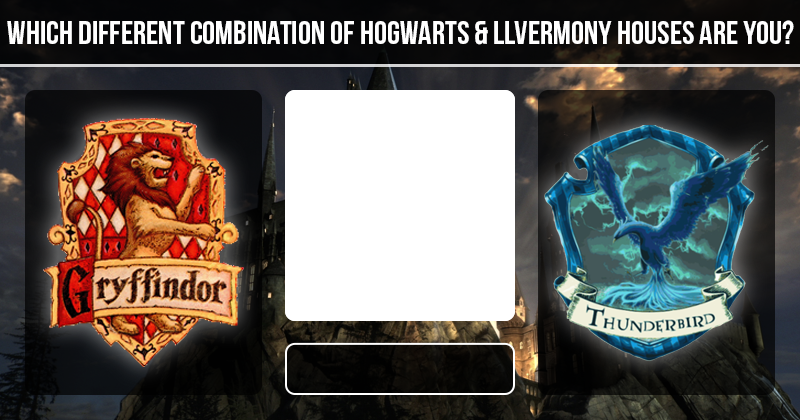 WHICH DIFFERENT COMBINATION OF HOGWARTS & LLVERMONY HOUSES ARE YOU?
Gryffindor
THUNDERBIRD